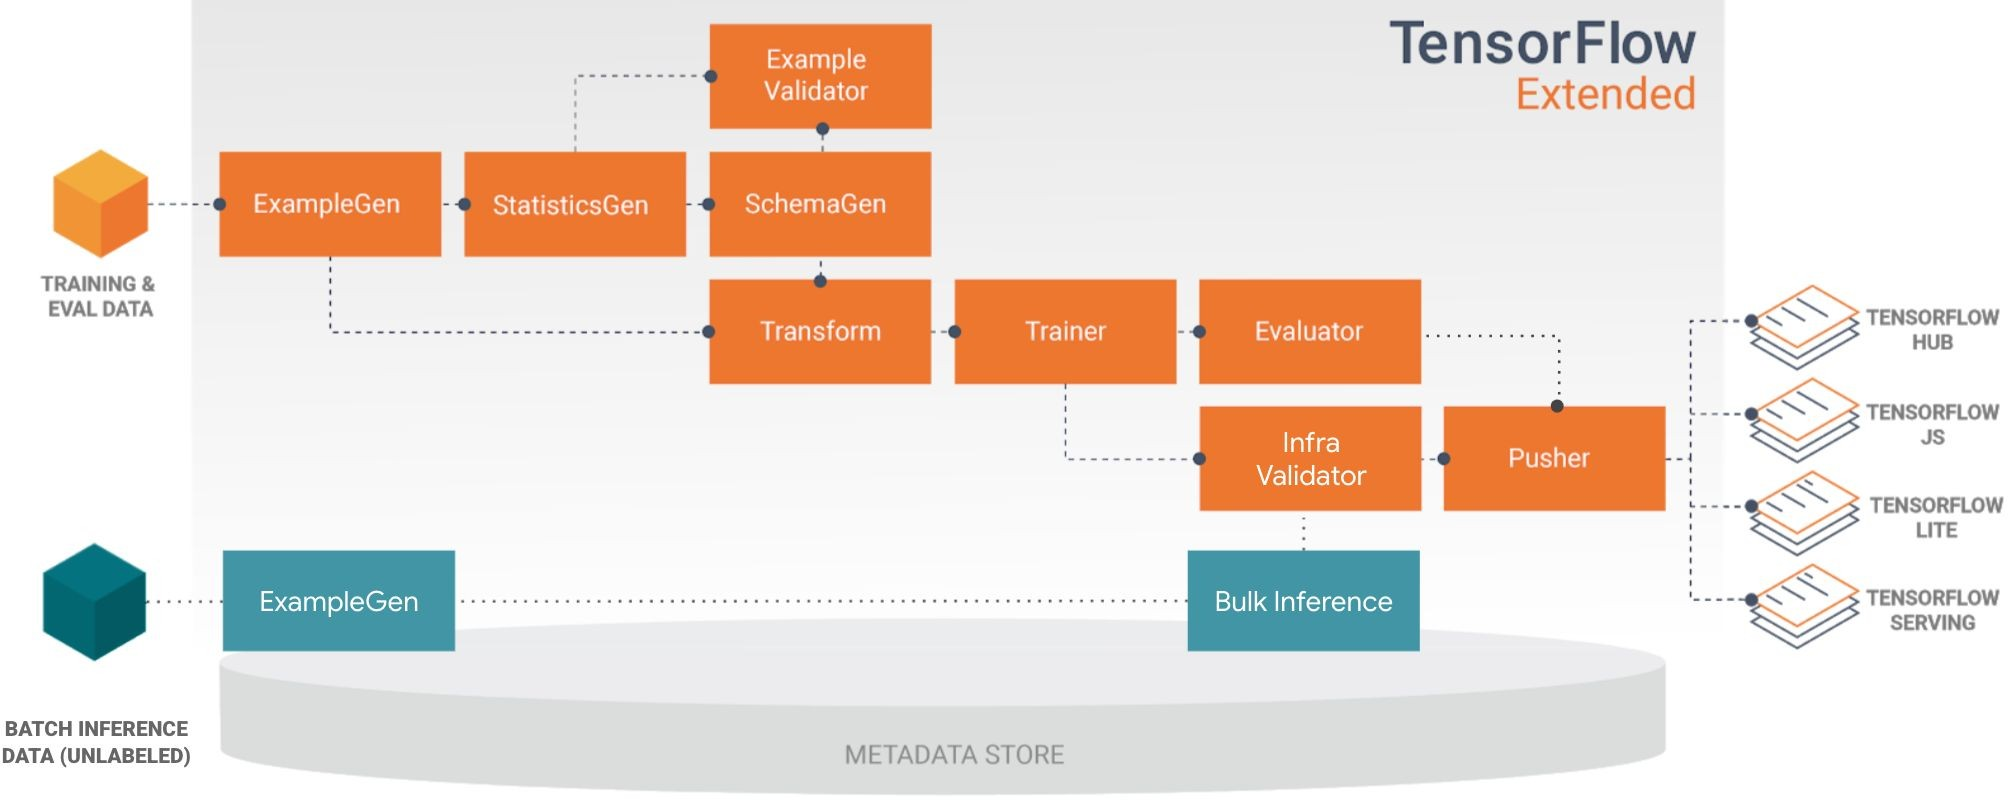 TensorFlow
Extended
Example
Validator
ExampleGen
StatisticsGen
SchemaGen
TRAINING &
EVAL DATA
Transform
Trainer
Evaluator
Infra
Validator
Pusher
TENSORFLOW
HUB
TENSORFLOW
JS
TENSORFLOW
LITE
TENSORFLOW
SERVING
ExampleGen
Bulk Inference
BATCH INFERENCE
DATA (UNLABELED)
METADATA STORE